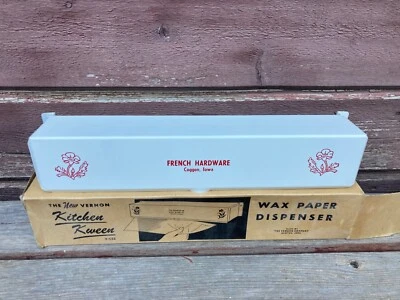 FRENCH HARDWARE
Coggon, Iowa
THE New VERNON
Kitchen
Kween
WAX PAPER
DISPENSER